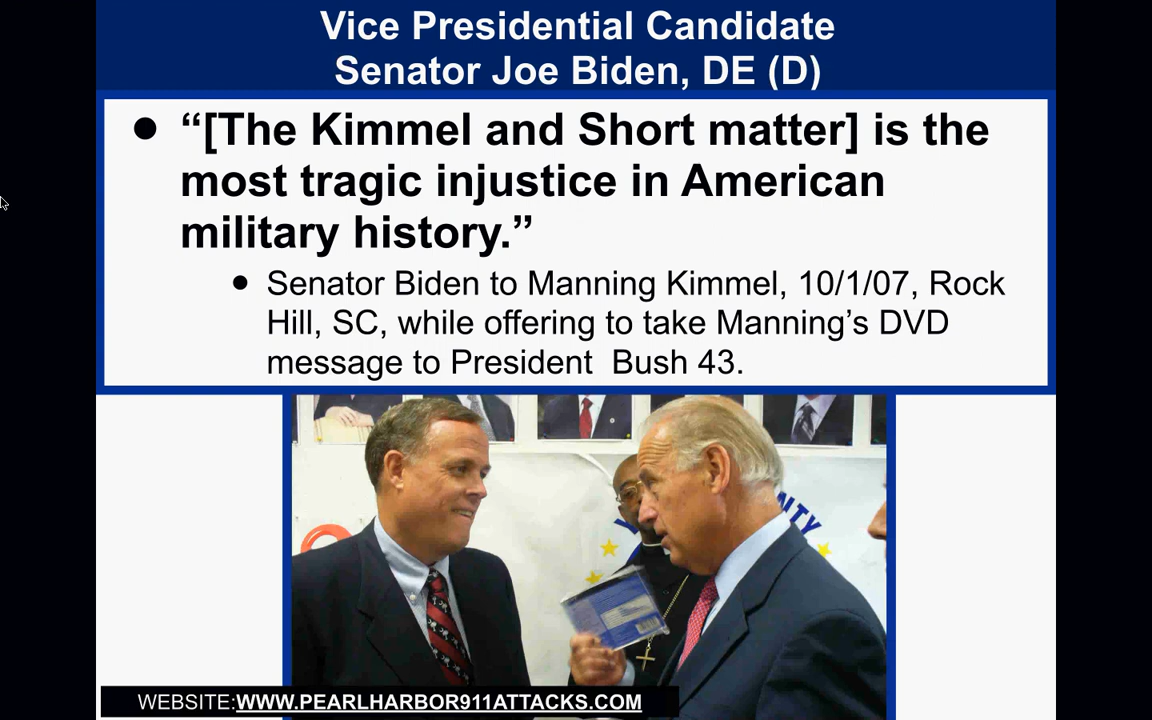 Vice Presidential Candidate
Senator Joe Biden, DE (D)
● “[The Kimmel and Short matter] is the
most tragic injustice in American
military history.”
● Senator Biden to Manning Kimmel, 10/1/07, Rock
Hill, SC, while offering to take Manning’s DVD
message to President  Bush 43.
NTY
WEBSITE:WWW.PEARLHARBOR911ATTACKS.COM